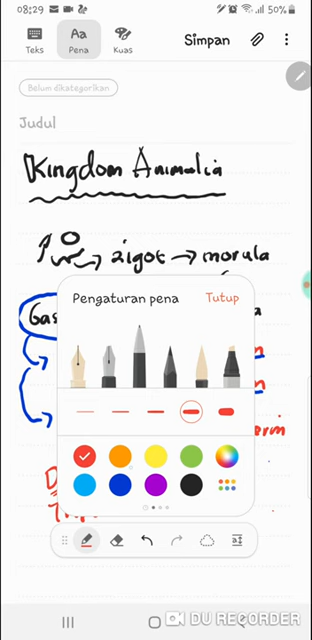 08:29 50%
Teks Pena Kuas Simpan
Belum dikategorikan
Judul
Kingdom Animalia
zigot → morula
Gas
Pengaturan pena Tutup
DU RECORDER